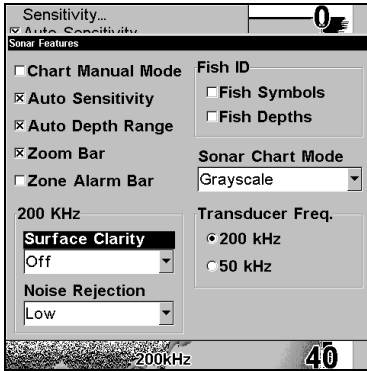 Sensitivity...
Auto Sensitivity
0
Sonar Features
Chart Manual Mode
Auto Sensitivity
Auto Depth Range
Zoom Bar
Zone Alarm Bar
Fish ID
Fish Symbols
Fish Depths
Sonar Chart Mode
Grayscale
200 KHz
Surface Clarity
Off
Noise Rejection
Low
Transducer Freq.
200 kHz
50 kHz
200kHz
40